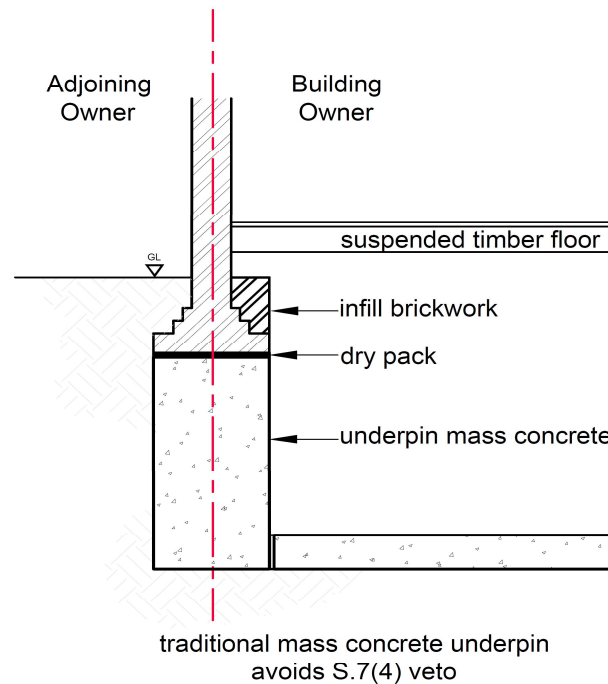 Adjoining
Owner
Building
Owner
suspended timber floor
GL
infill brickwork
dry pack
underpin mass concrete
traditional mass concrete underpin
avoids S.7(4) veto